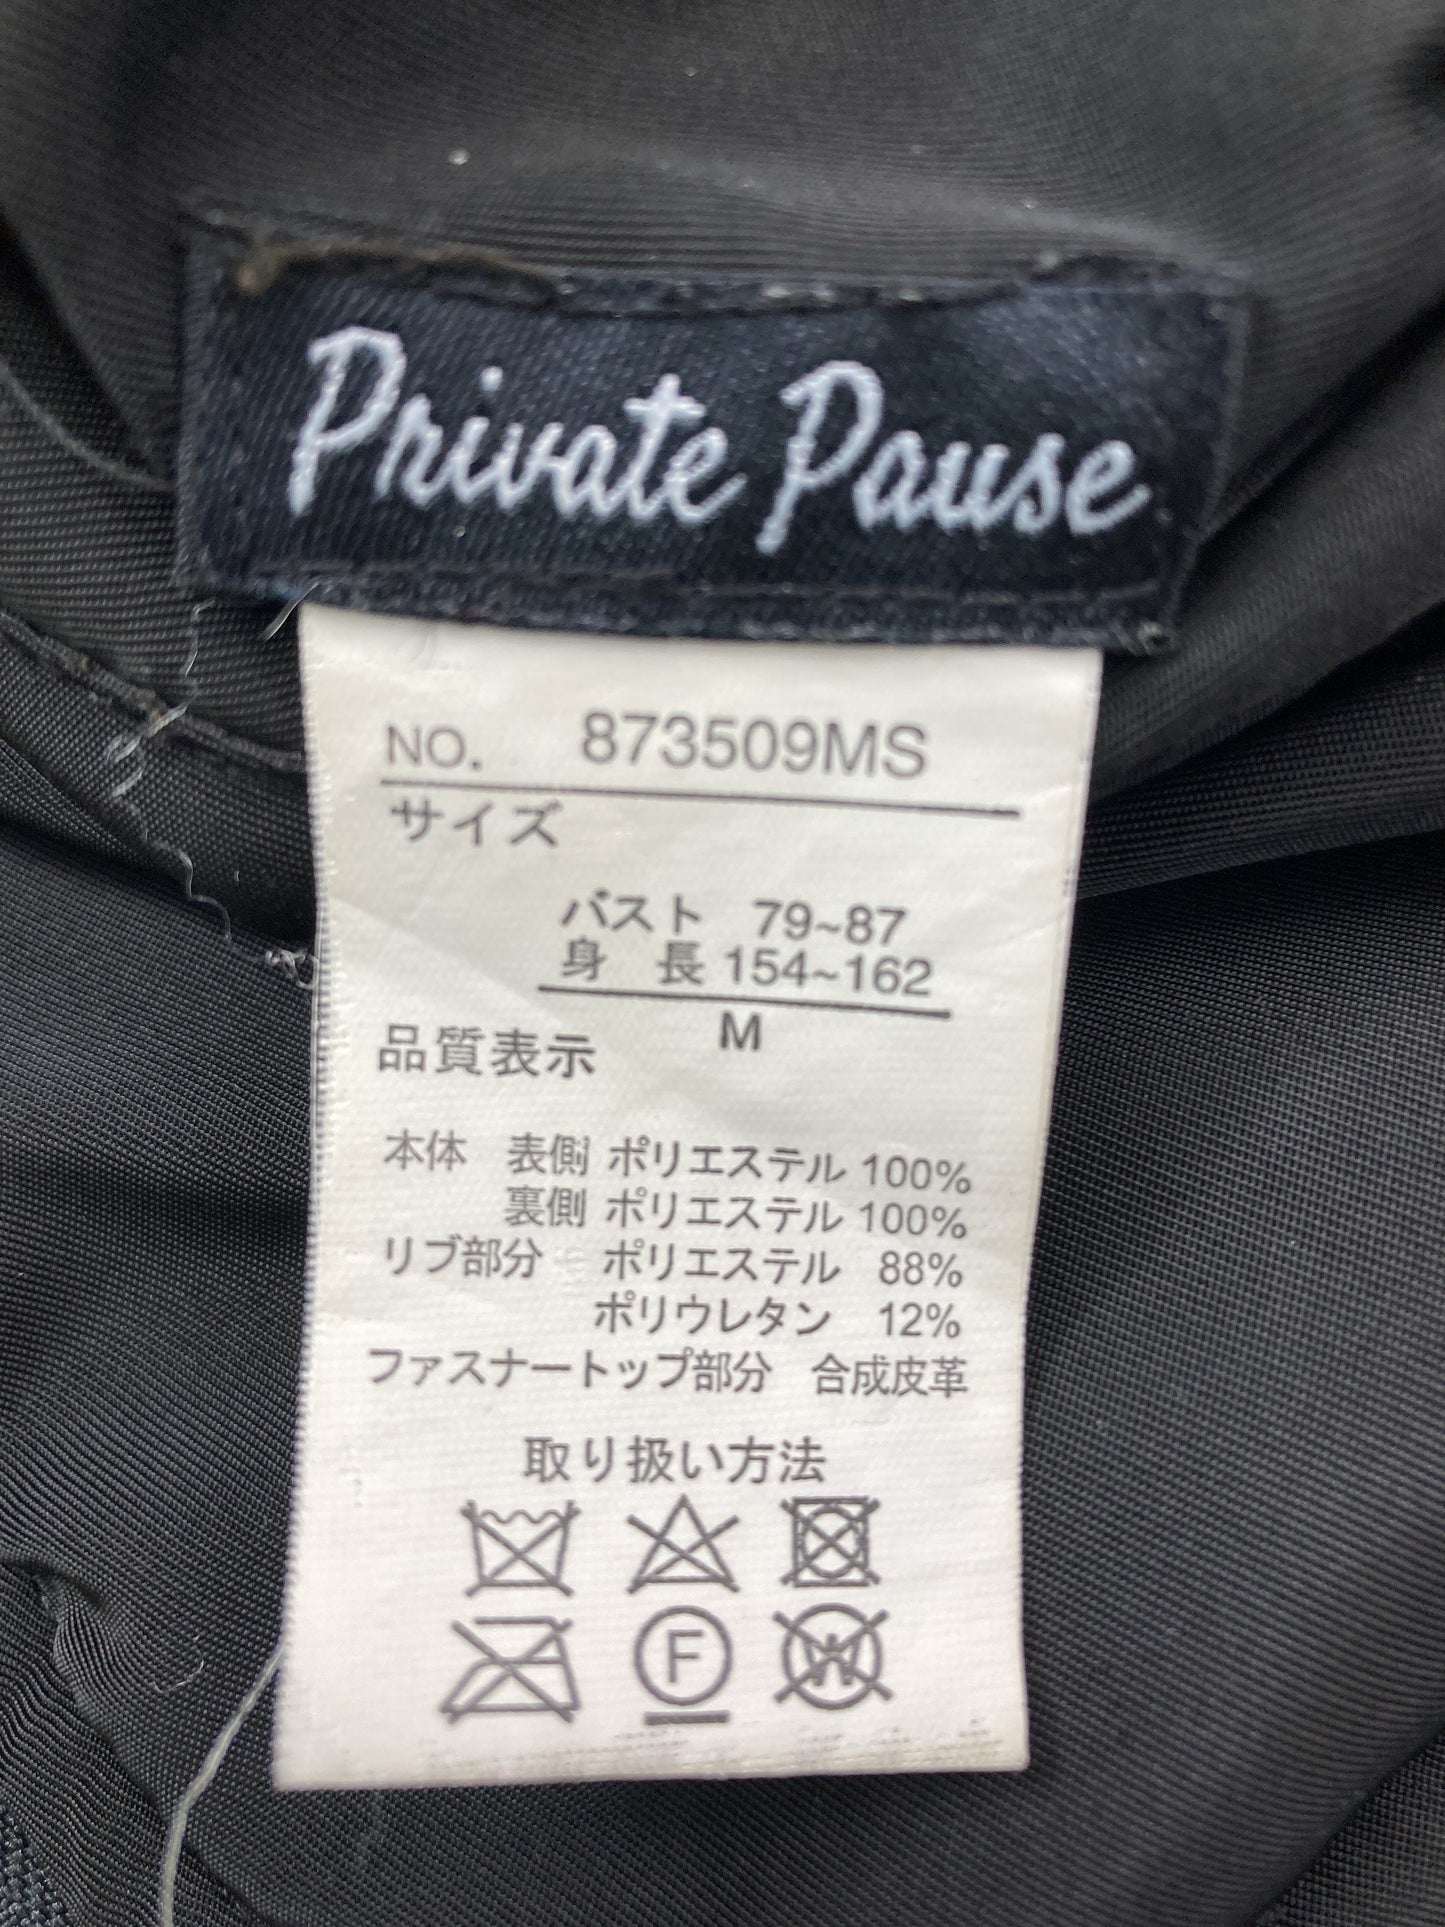 Private Pause
NO. 873509MS
サイズ
バスト 79~87
身 長 154~162
M
品質表示
本体 表側 ポリエステル 100%
裏側 ポリエステル 100%
リブ部分 ポリエステル 88%
ポリウレタン 12%
ファスナートップ部分 合成皮革
取り扱い方法
F
W